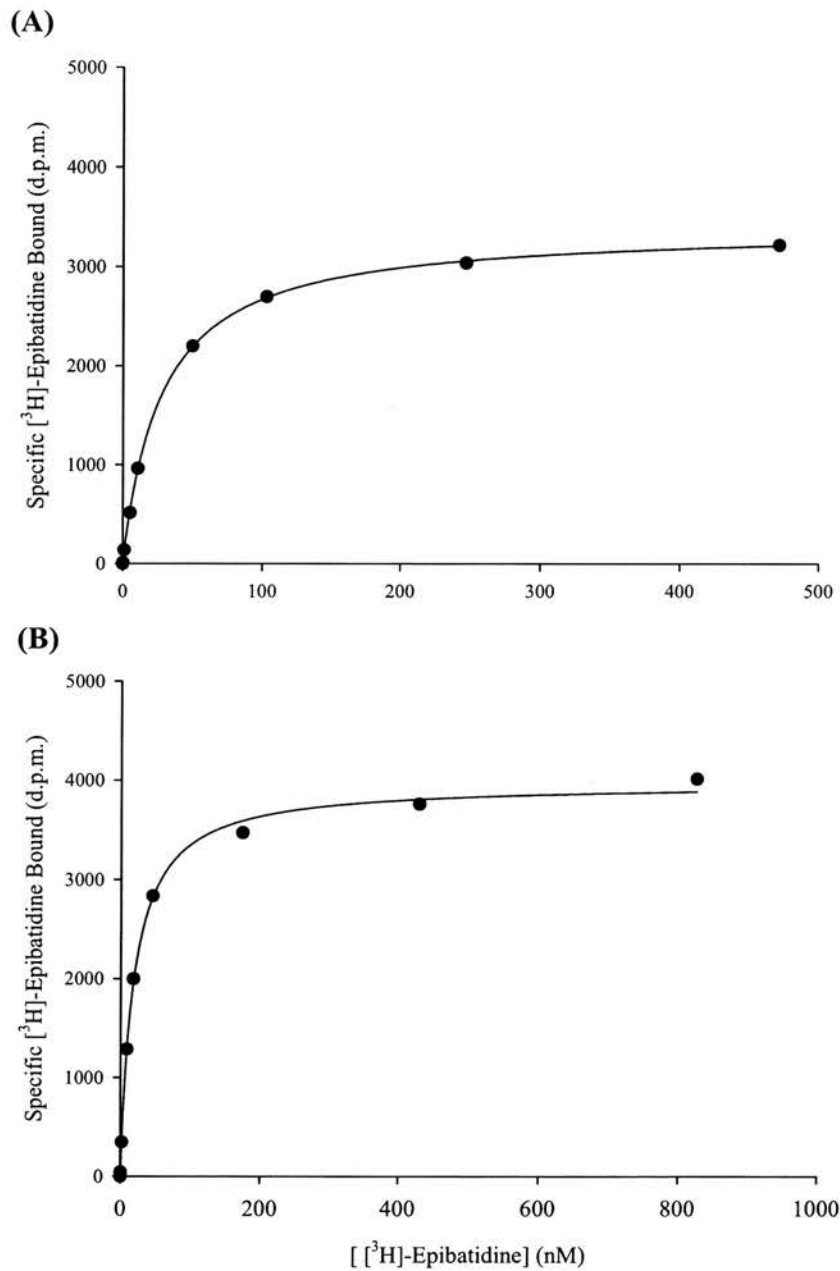 (A)
5000
4000
3000
2000
1000
0
Specific [³H]-Epibatidine Bound (d.p.m.)
0 100 200 300 400 500
(B)
5000
4000
3000
2000
1000
0
Specific [³H]-Epibatidine Bound (d.p.m.)
0 200 400 600 800 1000
[ [³H]-Epibatidine] (nM)